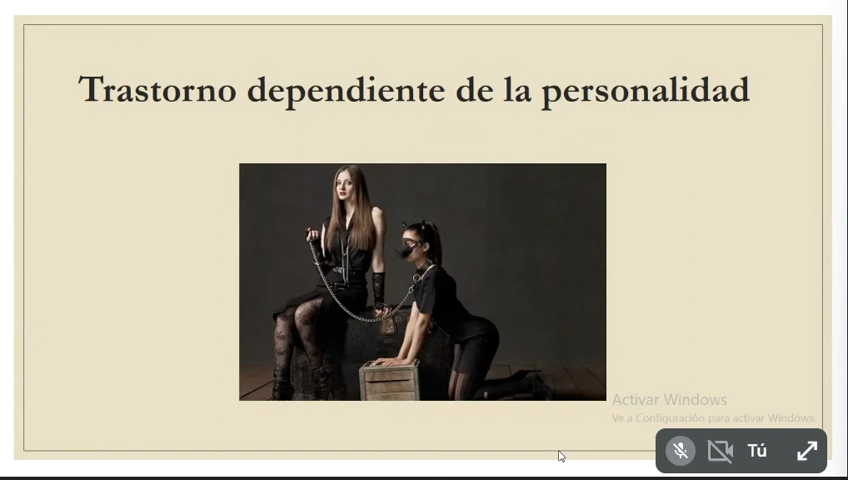 Trastorno dependiente de la personalidad
Activar Windows
Ve a Configuración para activar Windows.
Tú